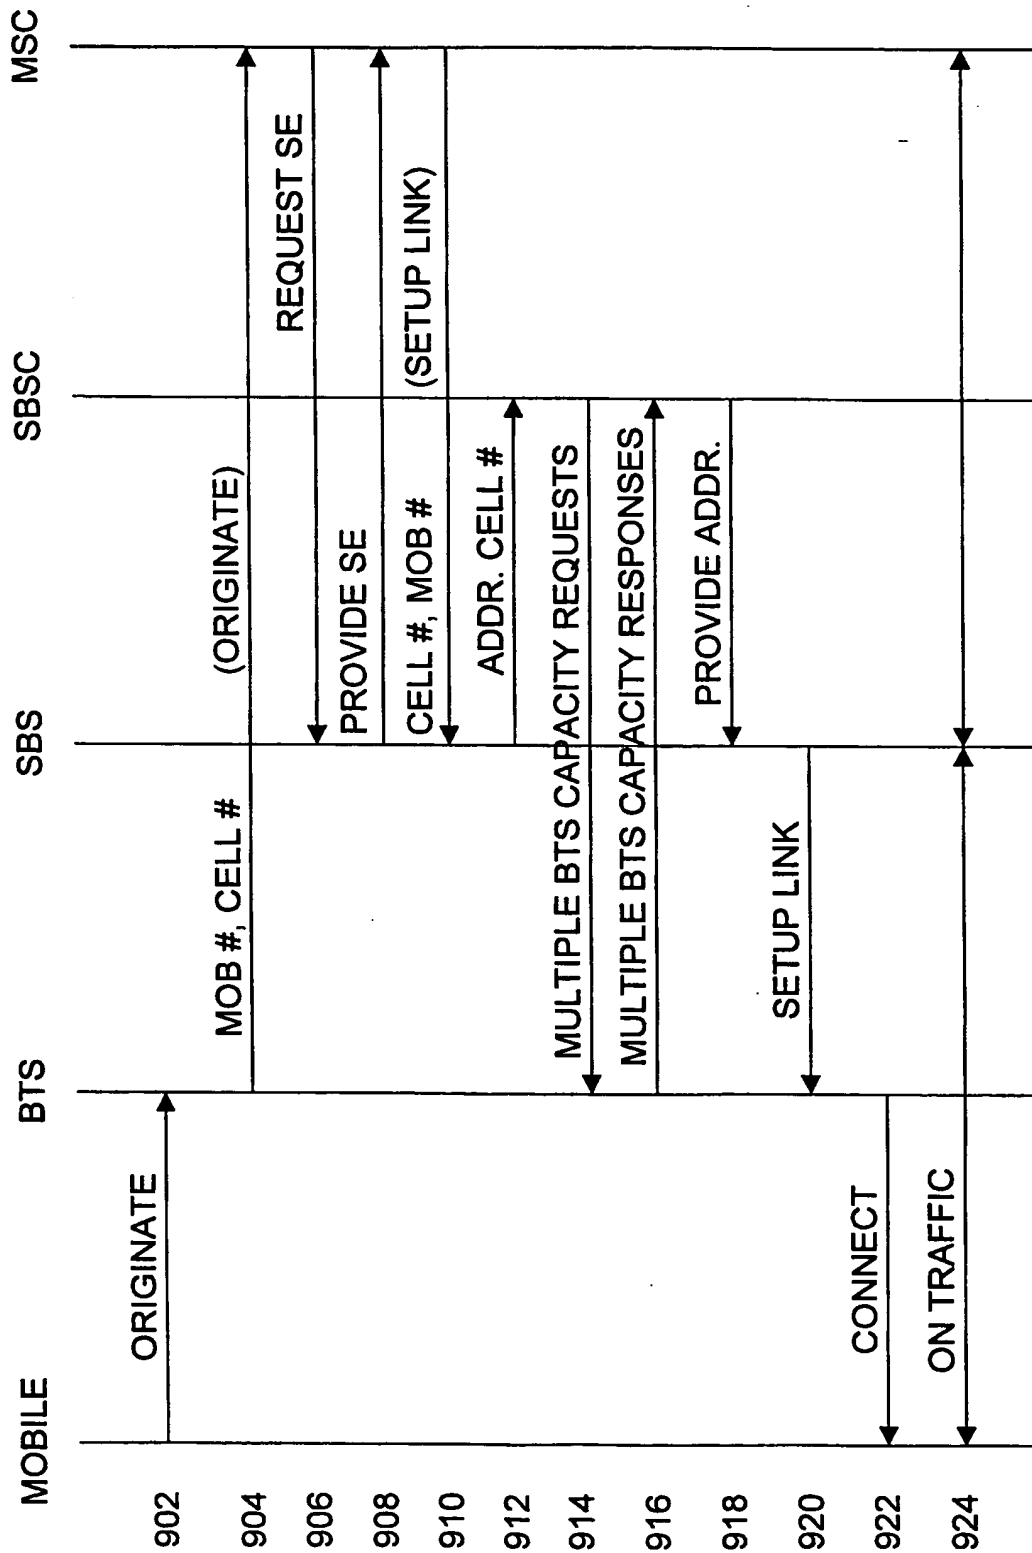 MOBILE
BTS
SBS
SBSC
MSC
902
ORIGINATE
904
MOB #, CELL #
(ORIGINATE)
906
REQUEST SE
908
PROVIDE SE
910
CELL #, MOB #
(SETUP LINK)
912
ADDR. CELL #
914
MULTIPLE BTS CAPACITY REQUESTS
916
MULTIPLE BTS CAPACITY RESPONSES
918
PROVIDE ADDR.
920
SETUP LINK
922
CONNECT
924
ON TRAFFIC